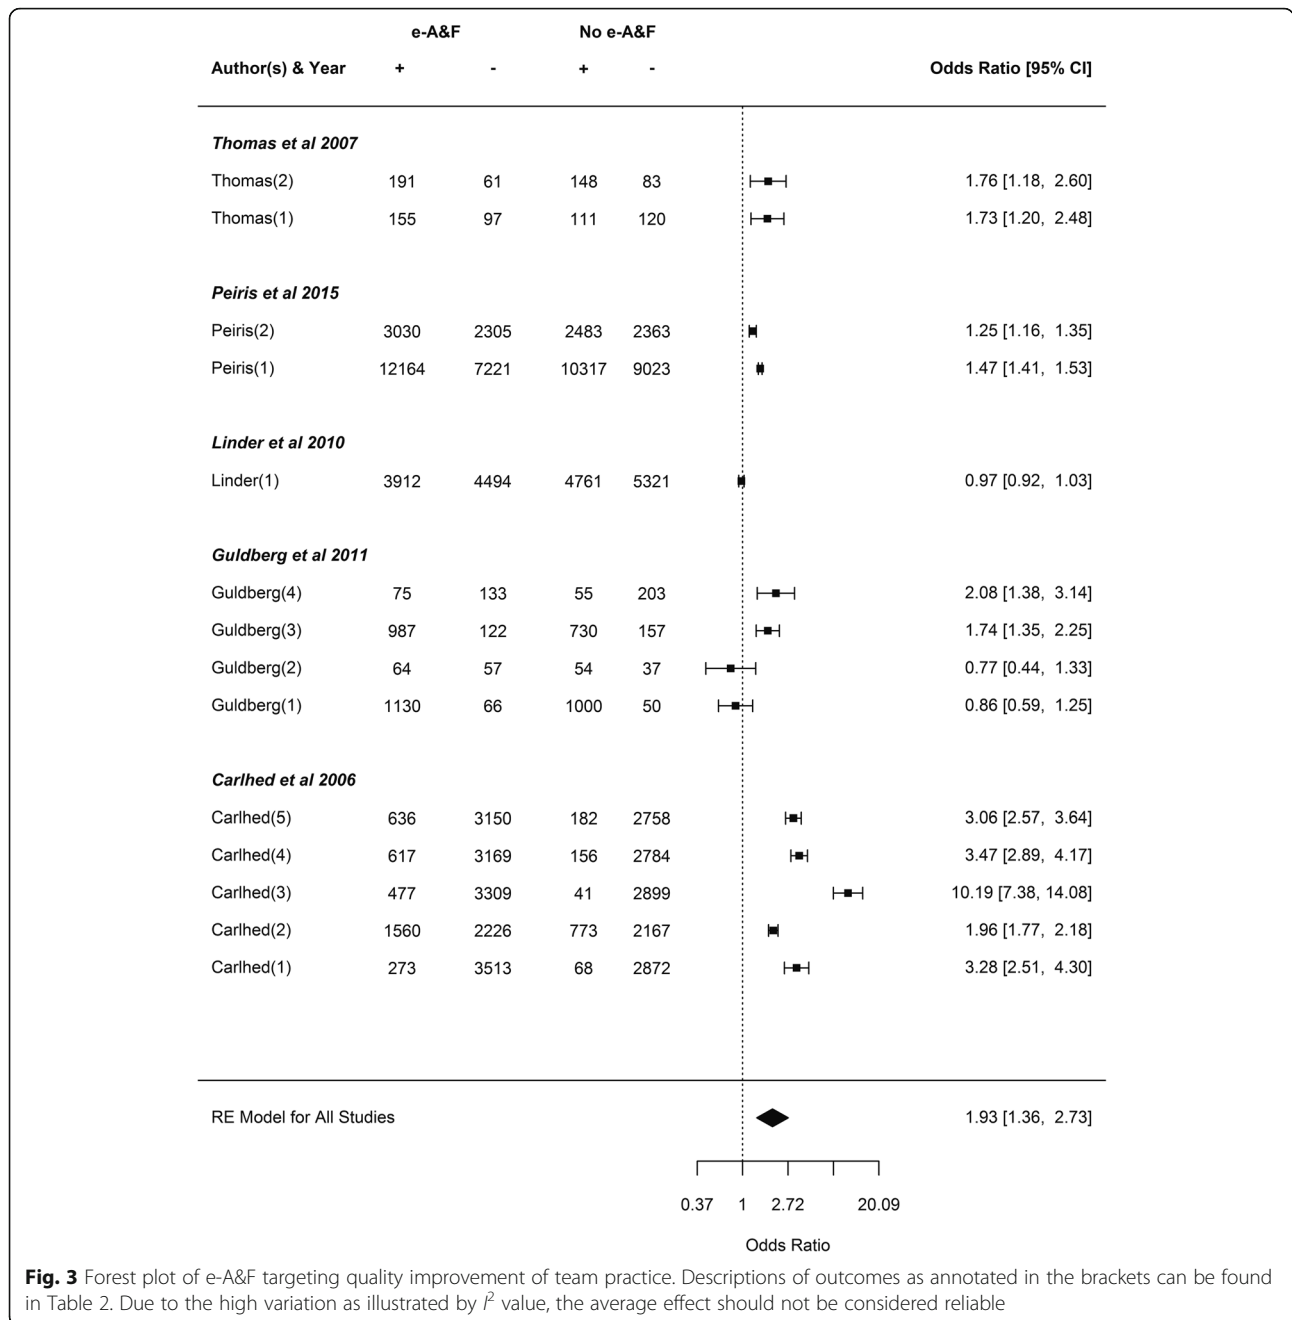 e-A&F No e-A&F
Author(s) & Year + - + - Odds Ratio [95% CI]
Thomas et al 2007
Thomas(2) 191 61 148 83 1.76 [1.18, 2.60]
Thomas(1) 155 97 111 120 1.73 [1.20, 2.48]
Peiris et al 2015
Peiris(2) 3030 2305 2483 2363 1.25 [1.16, 1.35]
Peiris(1) 12164 7221 10317 9023 1.47 [1.41, 1.53]
Linder et al 2010
Linder(1) 3912 4494 4761 5321 0.97 [0.92, 1.03]
Guldberg et al 2011
Guldberg(4) 75 133 55 203 2.08 [1.38, 3.14]
Guldberg(3) 987 122 730 157 1.74 [1.35, 2.25]
Guldberg(2) 64 57 54 37 0.77 [0.44, 1.33]
Guldberg(1) 1130 66 1000 50 0.86 [0.59, 1.25]
Carlhed et al 2006
Carlhed(5) 636 3150 182 2758 3.06 [2.57, 3.64]
Carlhed(4) 617 3169 156 2784 3.47 [2.89, 4.17]
Carlhed(3) 477 3309 41 2899 10.19 [7.38, 14.08]
Carlhed(2) 1560 2226 773 2167 1.96 [1.77, 2.18]
Carlhed(1) 273 3513 68 2872 3.28 [2.51, 4.30]
RE Model for All Studies 1.93 [1.36, 2.73]
0.37 1 2.72 20.09
Odds Ratio
Fig. 3 Forest plot of e-A&F targeting quality improvement of team practice. Descriptions of outcomes as annotated in the brackets can be found
in Table 2. Due to the high variation as illustrated by I² value, the average effect should not be considered reliable